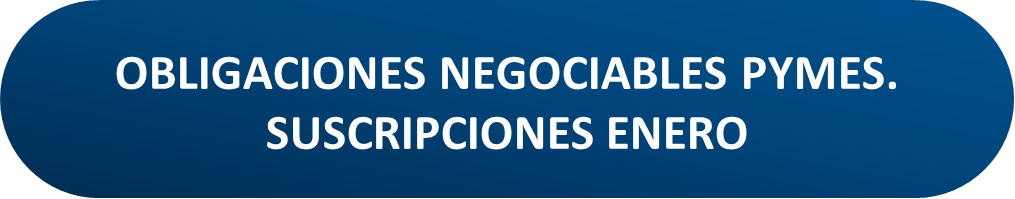 OBLIGACIONES NEGOCIABLES PYMES.
SUSCRIPCIONES ENERO